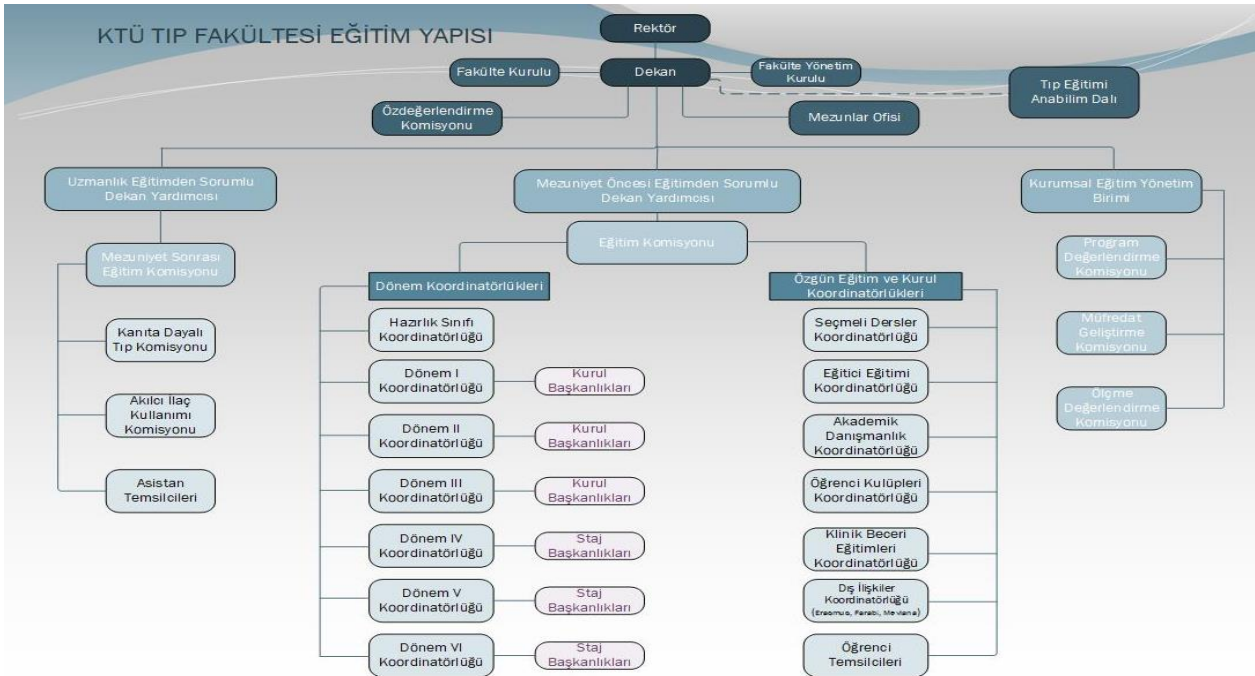 KTÜ TIP FAKÜLTESİ EĞİTİM YAPISI
Rektör
Fakülte Kurulu
Dekan
Fakülte Yönetim
Kurulu
Tıp Eğitimi
Anabilim Dalı
Özdeğerlendirme
Komisyonu
Mezunlar Ofisi
Uzmanlık Eğitimden Sorumlu
Dekan Yardımcısı
Mezuniyet Öncesi Eğitimden Sorumlu
Dekan Yardımcısı
Kurumsal Eğitim Yönetim
Birimi
Mezuniyet Sonrası
Eğitim Komisyonu
Kanıta Dayalı
Tıp Komisyonu
Akılcı İlaç
Kullanımı
Komisyonu
Asistan
Temsilcileri
Eğitim Komisyonu
Dönem Koordinatörlükleri
Hazırlık Sınıfı
Koordinatörlüğü
Dönem I
Koordinatörlüğü
Kurul
Başkanlıkları
Dönem II
Koordinatörlüğü
Kurul
Başkanlıkları
Dönem III
Koordinatörlüğü
Kurul
Başkanlıkları
Dönem IV
Koordinatörlüğü
Staj
Başkanlıkları
Dönem V
Koordinatörlüğü
Staj
Başkanlıkları
Dönem VI
Koordinatörlüğü
Staj
Başkanlıkları
Özgün Eğitim ve Kurul
Koordinatörlükleri
Seçmeli Dersler
Koordinatörlüğü
Eğitici Eğitimi
Koordinatörlüğü
Akademik
Danışmanlık
Koordinatörlüğü
Öğrenci Kulüpleri
Koordinatörlüğü
Klinik Beceri
Eğitimleri
Koordinatörlüğü
Dış İlişkiler
Koordinatörlüğü
(Erasmus, Farabi, Mevlana)
Öğrenci
Temsilcileri
Program
Değerlendirme
Komisyonu
Müfredat
Geliştirme
Komisyonu
Ölçme
Değerlendirme
Komisyonu